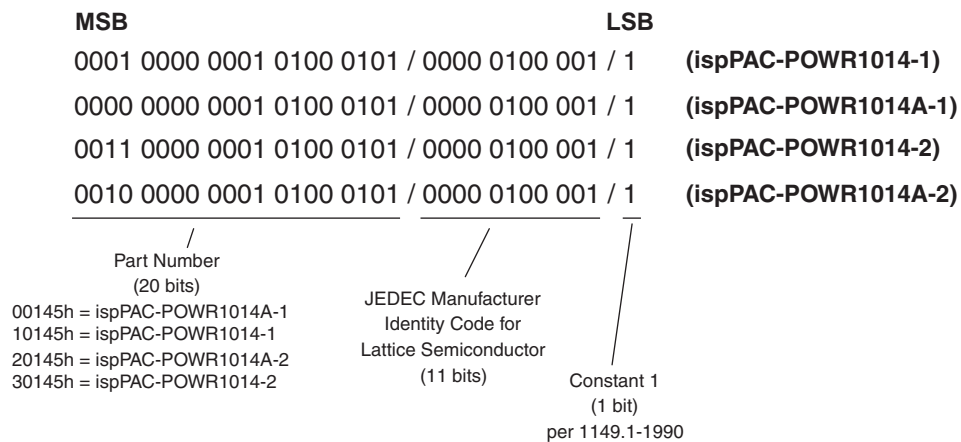 MSB LSB
0001 0000 0001 0100 0101 / 0000 0100 001 / 1 (ispPAC-POWR1014-1)
0000 0000 0001 0100 0101 / 0000 0100 001 / 1 (ispPAC-POWR1014A-1)
0011 0000 0001 0100 0101 / 0000 0100 001 / 1 (ispPAC-POWR1014-2)
0010 0000 0001 0100 0101 / 0000 0100 001 / 1 (ispPAC-POWR1014A-2)
Part Number
(20 bits)
00145h = ispPAC-POWR1014A-1
10145h = ispPAC-POWR1014-1
20145h = ispPAC-POWR1014A-2
30145h = ispPAC-POWR1014-2
JEDEC Manufacturer
Identity Code for
Lattice Semiconductor
(11 bits)
Constant 1
(1 bit)
per 1149.1-1990